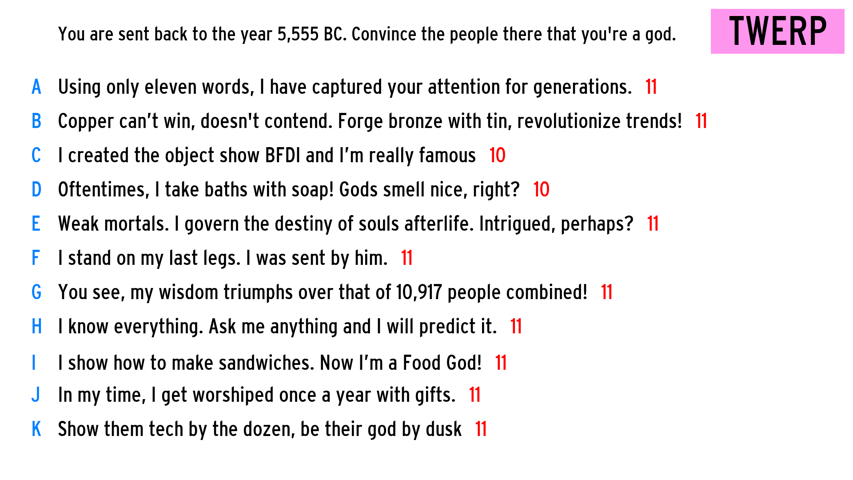 You are sent back to the year 5,555 BC. Convince the people there that you're a god.
TWERP
A Using only eleven words, I have captured your attention for generations. 11
B Copper can't win, doesn't contend. Forge bronze with tin, revolutionize trends! 11
C I created the object show BFDI and I'm really famous 10
D Oftentimes, I take baths with soap! Gods smell nice, right? 10
E Weak mortals. I govern the destiny of souls afterlife. Intrigued, perhaps? 11
F I stand on my last legs. I was sent by him. 11
G You see, my wisdom triumphs over that of 10,917 people combined! 11
H I know everything. Ask me anything and I will predict it. 11
I I show how to make sandwiches. Now I'm a Food God! 11
J In my time, I get worshiped once a year with gifts. 11
K Show them tech by the dozen, be their god by dusk 11